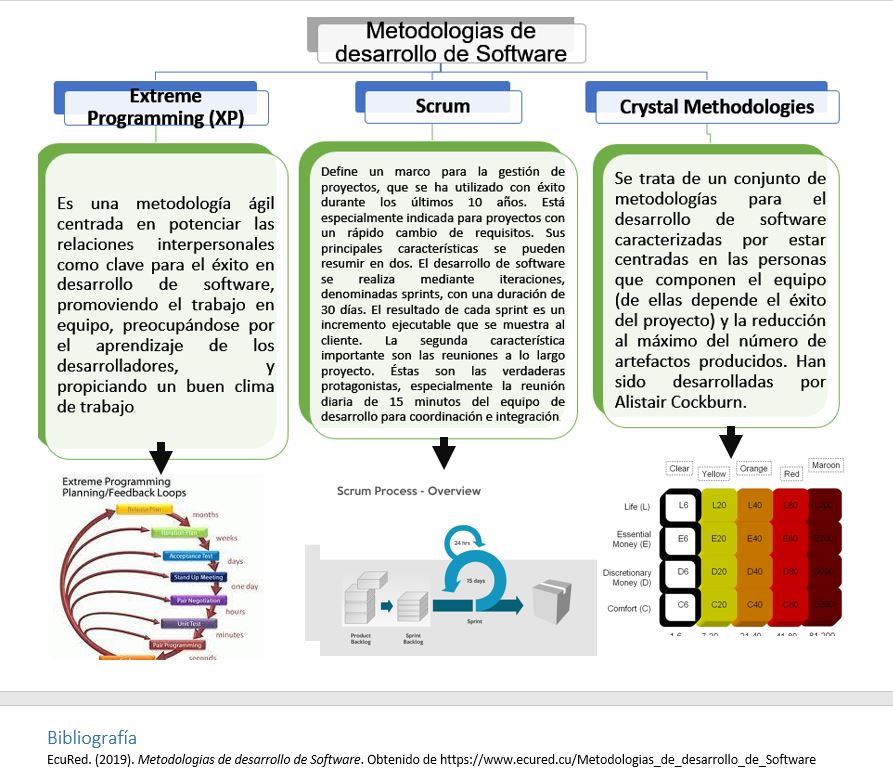 Metodologias de
desarrollo de Software
Extreme
Programming (XP)
Scrum
Crystal Methodologies
Es una metodología ágil
centrada en potenciar las
relaciones interpersonales
como clave para el éxito en
desarrollo de software,
promoviendo el trabajo en
equipo, preocupándose por
el aprendizaje de los
desarrolladores, y
propiciando un buen clima
de trabajo
Define un marco para la gestión de
proyectos, que se ha utilizado con éxito
durante los últimos 10 años. Está
especialmente indicada para proyectos con
un rápido cambio de requisitos. Sus
principales características se pueden
resumir en dos. El desarrollo de software
se realiza mediante iteraciones,
denominadas sprints, con una duración de
30 días. El resultado de cada sprint es un
incremento ejecutable que se muestra al
cliente. La segunda característica
importante son las reuniones a lo largo
proyecto. Éstas son las verdaderas
protagonistas, especialmente la reunión
diaria de 15 minutos del equipo de
desarrollo para coordinación e integración
Se trata de un conjunto de
metodologías para el
desarrollo de software
caracterizadas por estar
centradas en las personas
que componen el equipo
(de ellas depende el éxito
del proyecto) y la reducción
al máximo del número de
artefactos producidos. Han
sido desarrolladas por
Alistair Cockburn.
Extreme Programming
Planning/Feedback Loops
Release Plan
months
Iteration Plan
weeks
Acceptance Test
days
Stand Up Meeting
one day
Pair Negotiation
hours
Unit Test
minutes
Pair Programming
seconds
Scrum Process - Overview
24 hrs
15 days
Sprint
Product
Backlog
Sprint
Backlog
Clear
Yellow
Orange
Red
Maroon
Life (L)
L6
L20
L40
L80
L200
Essential
Money (E)
E6
E20
E40
E80
Discretionary
Money (D)
D6
D20
D40
D80
Comfort (C)
C6
C20
C40
C80
Bibliografía
EcuRed. (2019). Metodologias de desarrollo de Software. Obtenido de https://www.ecured.cu/Metodologias_de_desarrollo_de_Software